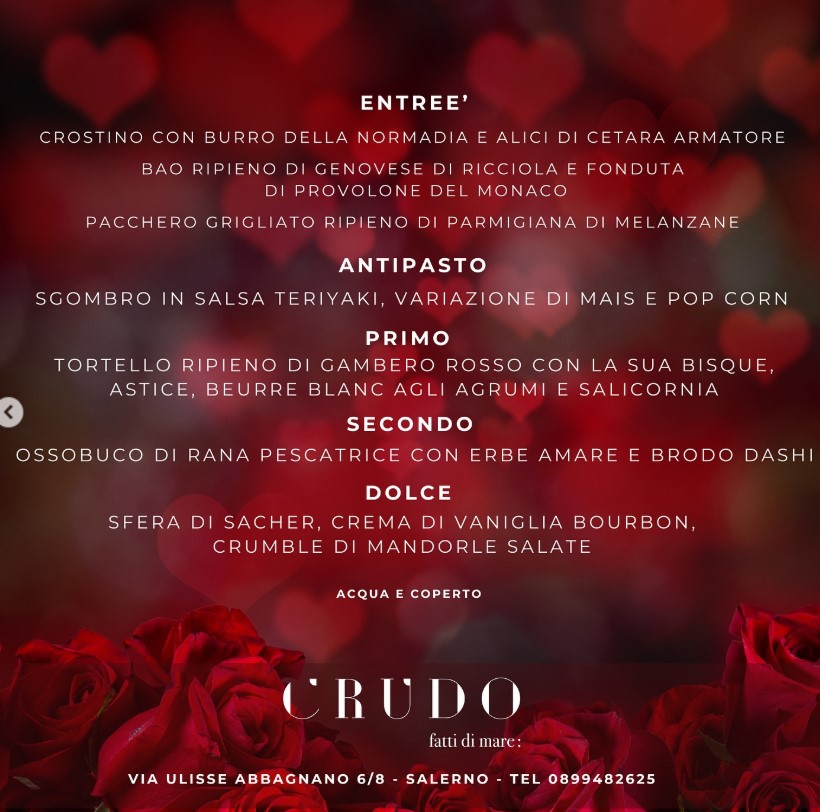 ENTREE'
CROSTINO CON BURRO DELLA NORMADIA E ALICI DI CETARA ARMATORE
BAO RIPIENO DI GENOVESE DI RICCIOLA E FONDUTA
DI PROVOLONE DEL MONACO
PACCHERO GRIGLIATO RIPIENO DI PARMIGIANA DI MELANZANE
ANTIPASTO
SGOMBRO IN SALSA TERIYAKI, VARIAZIONE DI MAIS E POP CORN
PRIMO
TORTELLO RIPIENO DI GAMBERO ROSSO CON LA SUA BISQUE,
ASTICE, BEURRE BLANC AGLI AGRUMI E SALICORNIA
SECONDO
OSSOBUCO DI RANA PESCATRICE CON ERBE AMARE E BRODO DASHI
DOLCE
SFERA DI SACHER, CREMA DI VANIGLIA BOURBON,
CRUMBLE DI MANDORLE SALATE
ACQUA E COPERTO
CRUDO
fatti di mare:
VIA ULISSE ABBAGNANO 6/8 - SALERNO - TEL 0899482625